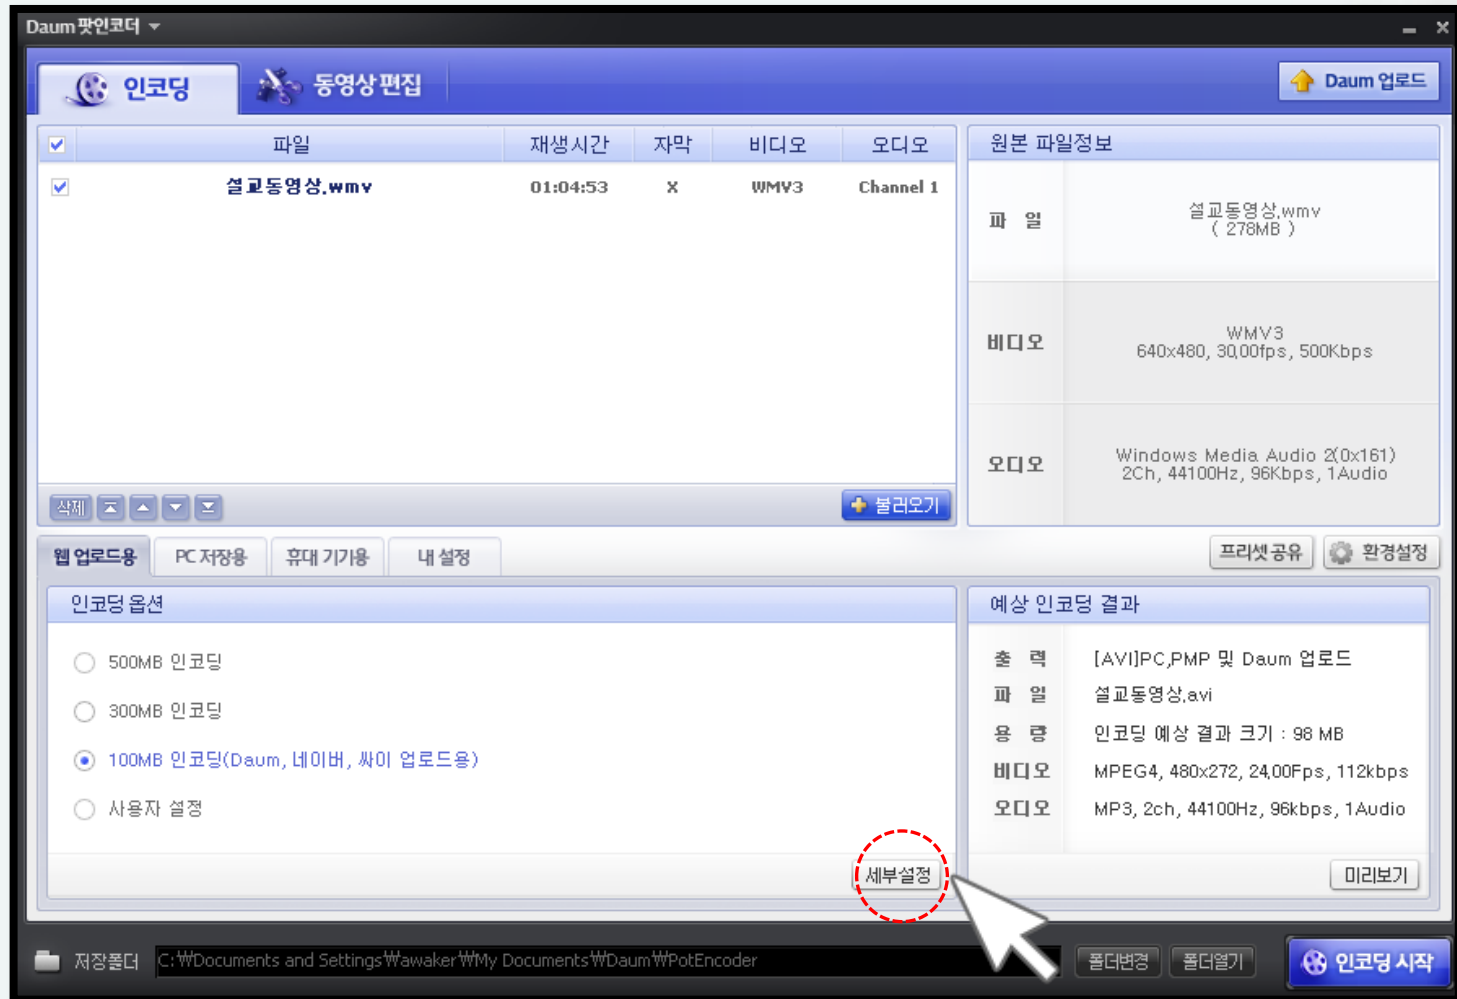 Daum 팟인코더
인코딩
동영상 편집
Daum 업로드
파일 재생시간 자막 비디오 오디오
설교동영상.wmv 01:04:53 X WMV3 Channel 1
원본 파일정보
파 일
설교동영상.wmv
( 278MB )
비디오
WMV3
640x480, 30.00fps, 500Kbps
오디오
Windows Media Audio 2(0x161)
2Ch, 44100Hz, 96Kbps, 1Audio
삭제
불러오기
웹 업로드용
PC 저장용
휴대 기기용
내 설정
프리셋 공유
환경설정
인코딩 옵션
500MB 인코딩
300MB 인코딩
100MB 인코딩(Daum, 네이버, 싸이 업로드용)
사용자 설정
세부설정
예상 인코딩 결과
출 력 [AVI]PC,PMP 및 Daum 업로드
파 일 설교동영상.avi
용 량 인코딩 예상 결과 크기 : 98 MB
비디오 MPEG4, 480x272, 24.00Fps, 112kbps
오디오 MP3, 2ch, 44100Hz, 96kbps, 1Audio
미리보기
저장폴더 C:₩Documents and Settings₩awaker₩My Documents₩Daum₩PotEncoder
폴더변경
폴더열기
인코딩 시작